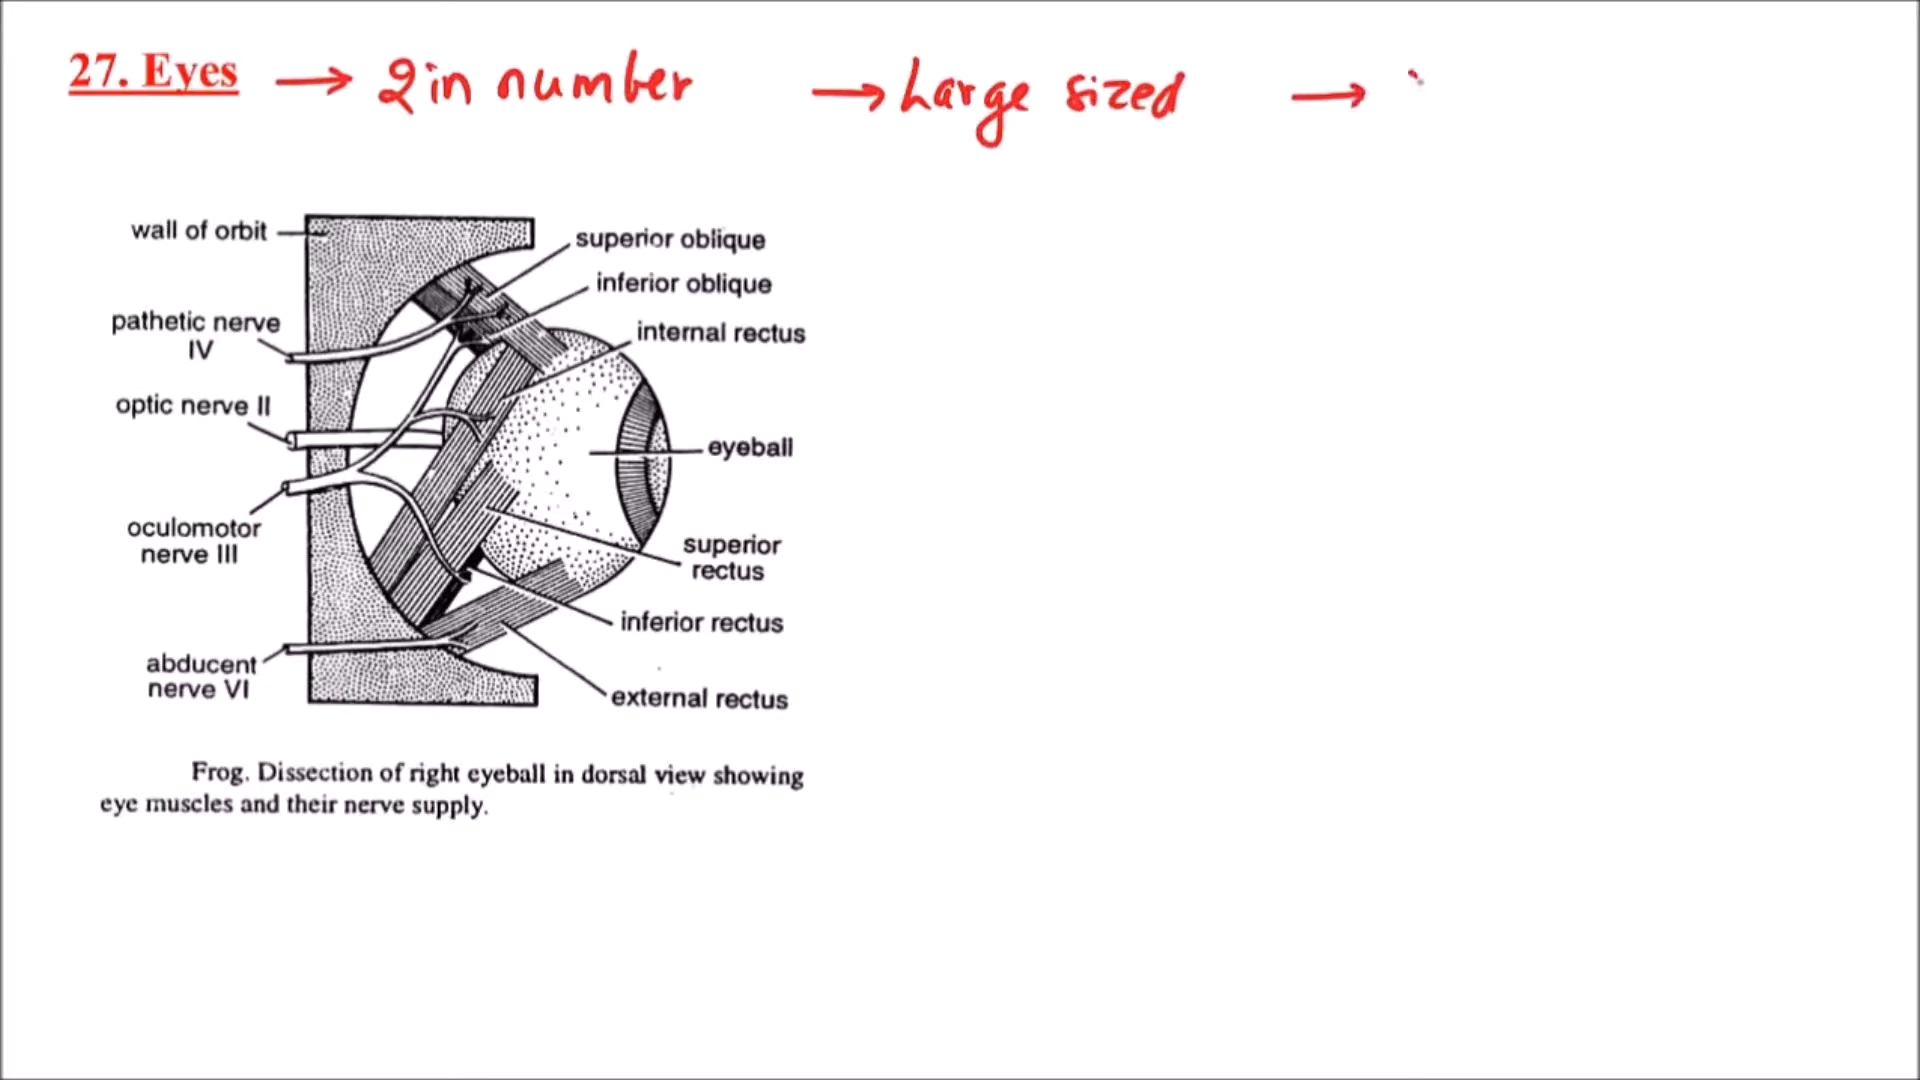 27. Eyes → 2 in number → Large sized →
wall of orbit
superior oblique
inferior oblique
pathetic nerve
IV
internal rectus
optic nerve II
eyeball
oculomotor
nerve III
superior
rectus
inferior rectus
abducent
nerve VI
external rectus
Frog. Dissection of right eyeball in dorsal view showing
eye muscles and their nerve supply.